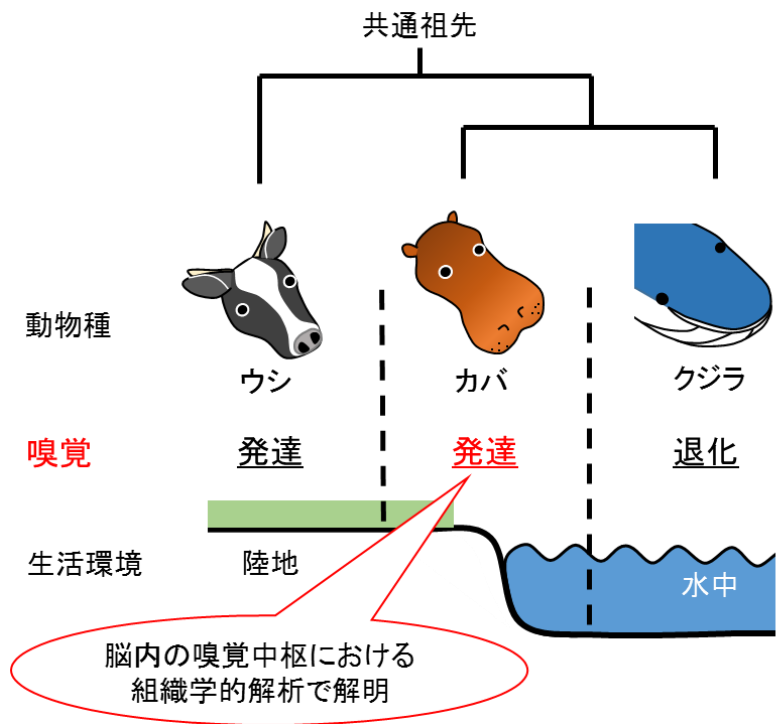 共通祖先
動物種
ウシ
カバ
クジラ
嗅覚
発達
発達
退化
生活環境
陸地
水中
脳内の嗅覚中枢における
組織学的解析で解明